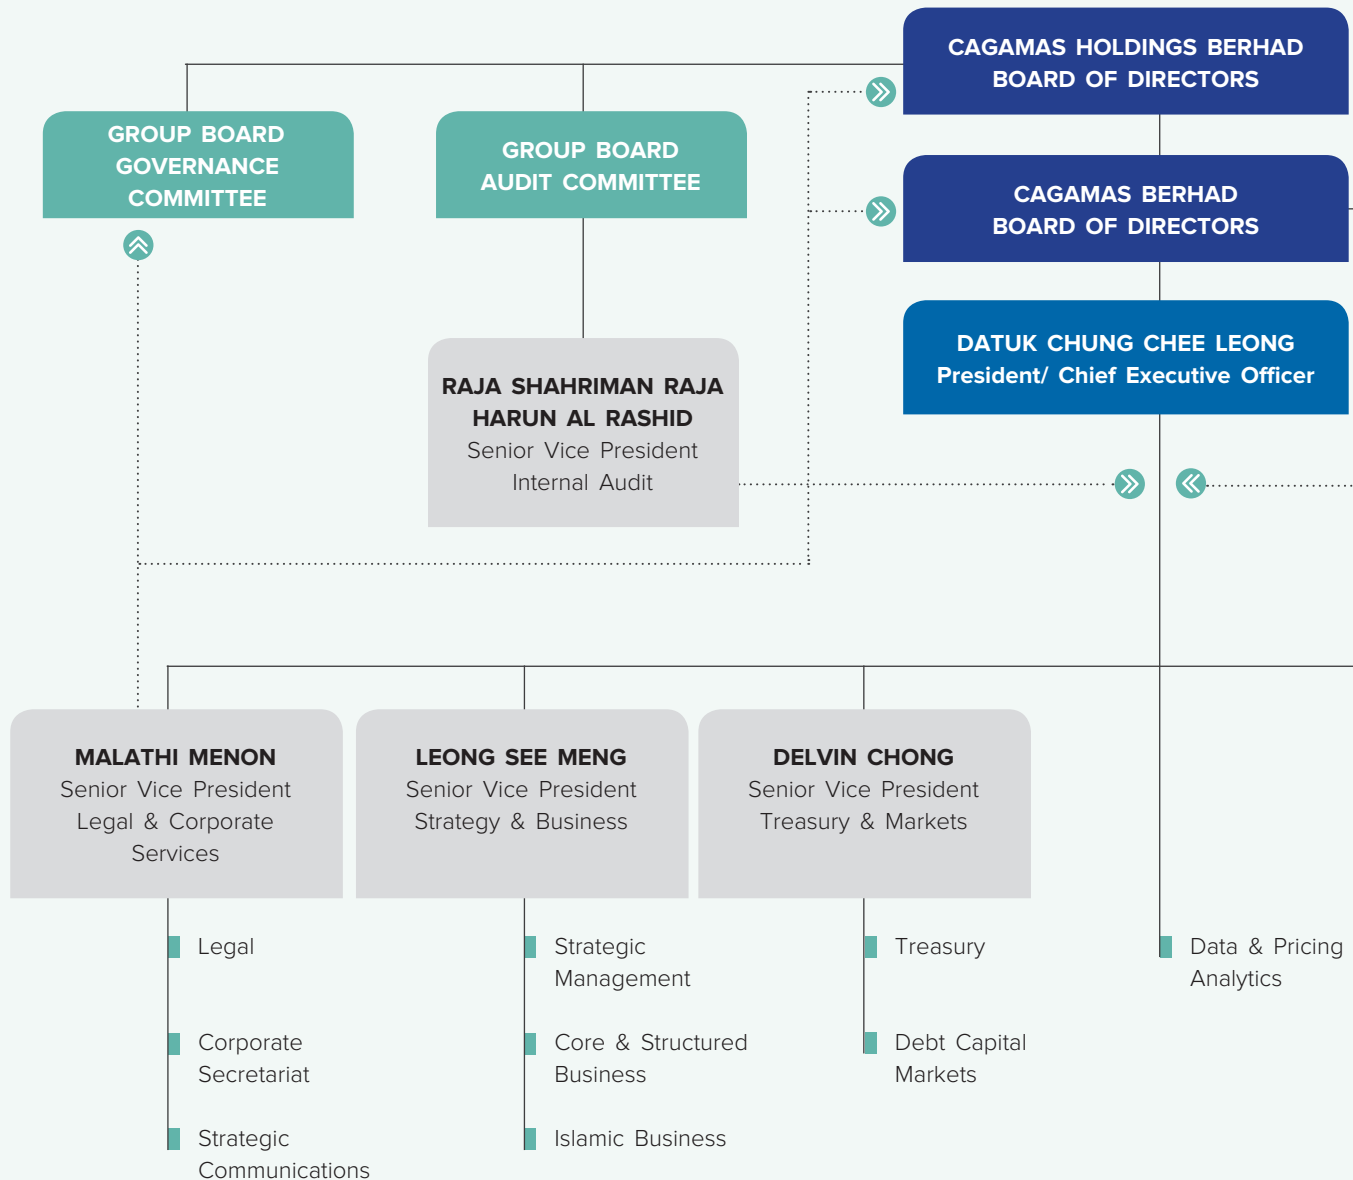 CAGAMAS HOLDINGS BERHAD
BOARD OF DIRECTORS
GROUP BOARD
GOVERNANCE
COMMITTEE
GROUP BOARD
AUDIT COMMITTEE
CAGAMAS BERHAD
BOARD OF DIRECTORS
DATUK CHUNG CHEE LEONG
President/ Chief Executive Officer
RAJA SHAHRIMAN RAJA
HARUN AL RASHID
Senior Vice President
Internal Audit
MALATHI MENON
Senior Vice President
Legal & Corporate
Services
LEONG SEE MENG
Senior Vice President
Strategy & Business
DELVIN CHONG
Senior Vice President
Treasury & Markets
Legal
Corporate
Secretariat
Strategic
Communications
Strategic
Management
Core & Structured
Business
Islamic Business
Treasury
Debt Capital
Markets
Data & Pricing
Analytics